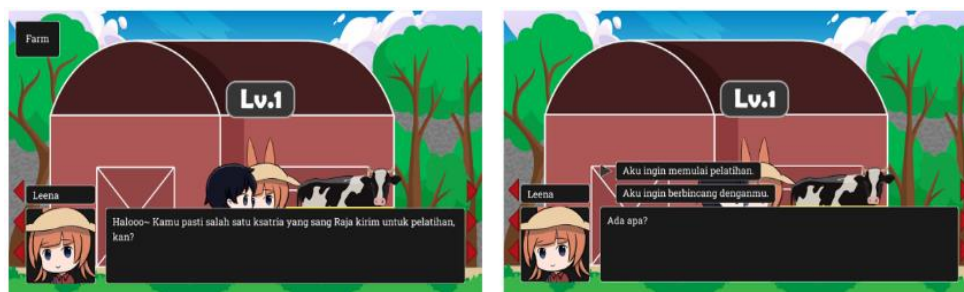 Farm
Lv.1
Leena
Halooo~ Kamu pasti salah satu ksatria yang sang Raja kirim untuk pelatihan,
kan?
Lv.1
Aku ingin memulai pelatihan.
Aku ingin berbincang denganmu.
Leena
Ada apa?